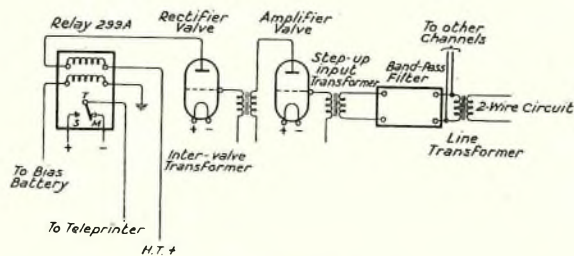 Relay 299A
Rectifier
Valve
Amplifier
Valve
To other
Channels
Step-up
input
Transformer
Band-Pass
Filter
2-Wire Circuit
Line
Transformer
Inter-valve
Transformer
T
S
M
+
-
+ -
+ -
To Bias
Battery
To Teleprinter
H.T. +